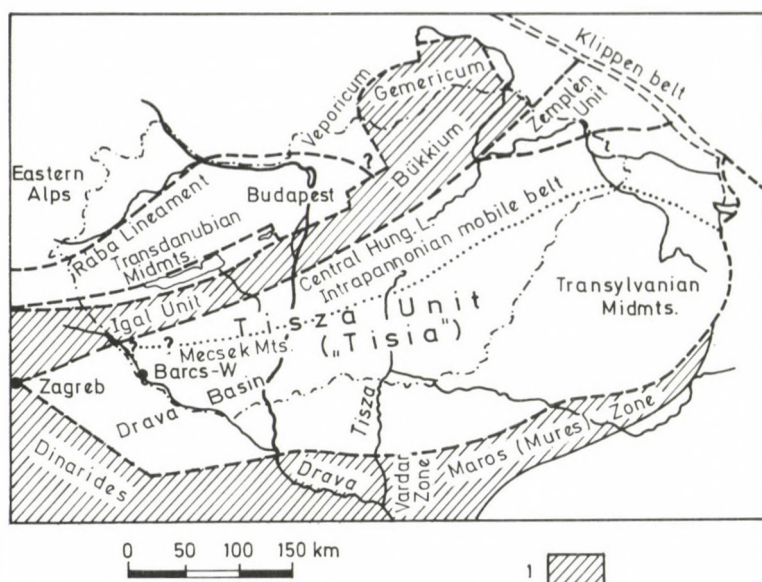 Klippen belt
Gemericum
Veporicum
Zemplen
Unit
Eastern
Alps
Bükkium
?
Budapest
Raba Lineament
Transdanubian
Midmts.
Central Hung. L.
Intrapannonian mobile belt
Igal Unit
Transylvanian
Midmts.
Tisza Unit
("Tisia")
? ?
Mecsek Mts.
Barcs-W
Zagreb
Drava Basin
Tisza
Maros (Mures) Zone
Dinarides
Drava
Vardar
Zone
0 50 100 150 km
1